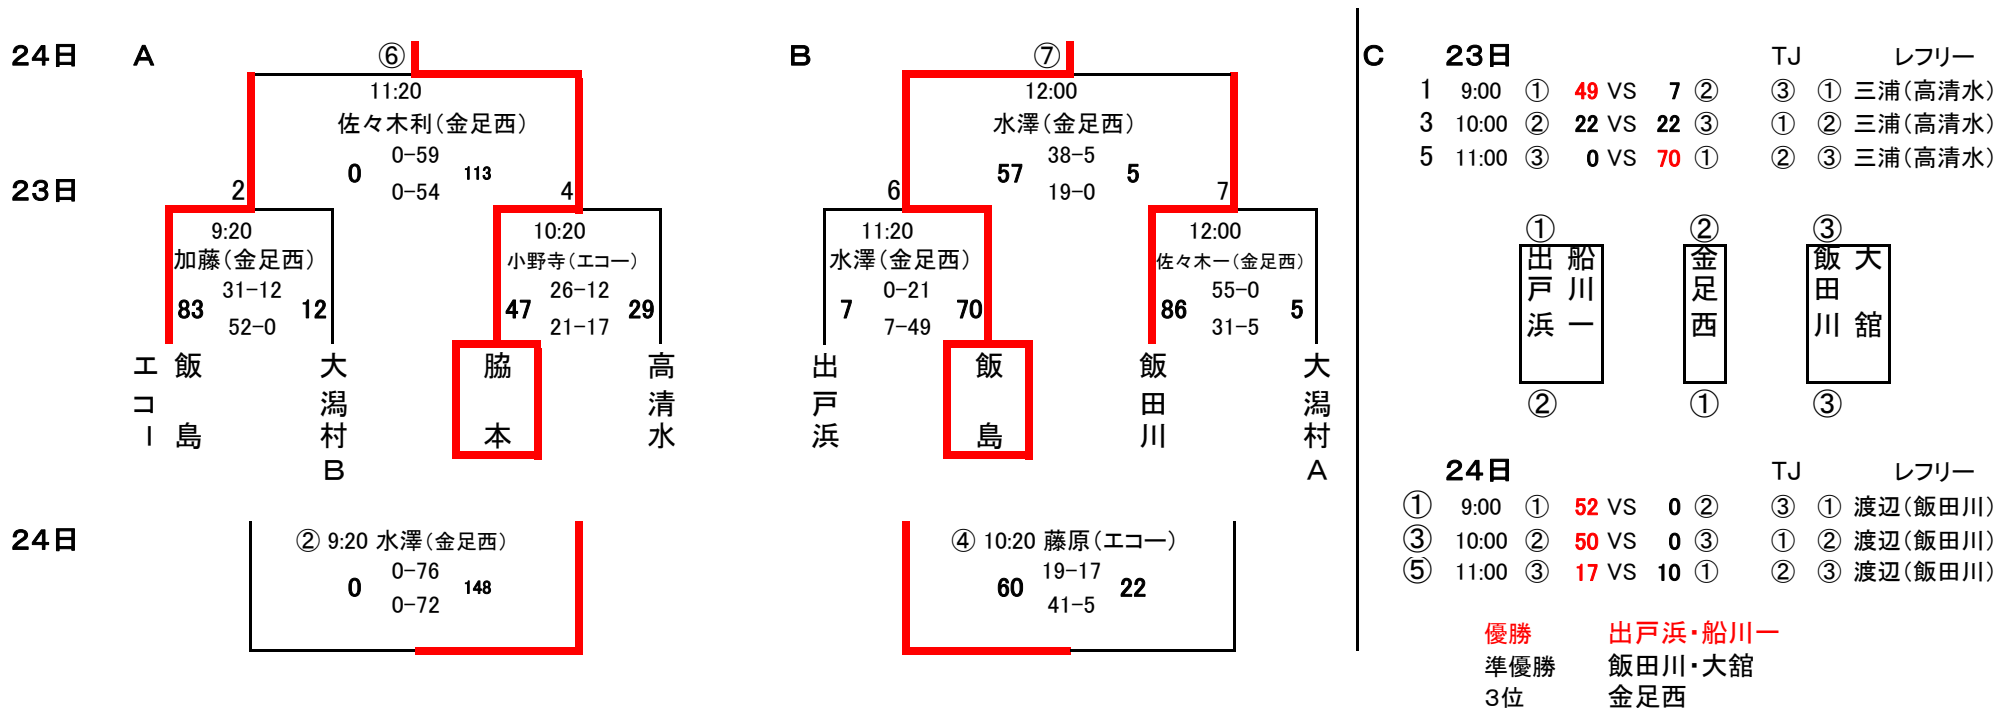 24日 A ⑥
11:20
佐々木利（金足西）
0-59
0 113
0-54
23日 2 4
9:20
加藤（金足西）
31-12
83 12
52-0
10:20
小野寺（エコー）
26-12
47 29
21-17
エコー
飯島
大潟村B
脇本
高清水
24日
② 9:20 水澤（金足西）
0-76
0 148
0-72
B ⑦
12:00
水澤（金足西）
38-5
57 5
19-0
6 7
11:20
水澤（金足西）
0-21
7 70
7-49
12:00
佐々木一（金足西）
55-0
86 5
31-5
出戸浜
飯島
飯田川
大潟村A
④ 10:20 藤原（エコー）
19-17
60 22
41-5
C 23日 TJ レフリー
1 9:00 ① 49 VS 7 ② ③ ① 三浦（高清水）
3 10:00 ② 22 VS 22 ③ ① ② 三浦（高清水）
5 11:00 ③ 0 VS 70 ① ② ③ 三浦（高清水）
① ② ③
出戸浜
船川一
金足西
飯田川
大舘
② ① ③
24日 TJ レフリー
① 9:00 ① 52 VS 0 ② ③ ① 渡辺（飯田川）
③ 10:00 ② 50 VS 0 ③ ① ② 渡辺（飯田川）
⑤ 11:00 ③ 17 VS 10 ① ② ③ 渡辺（飯田川）
優勝 出戸浜・船川一
準優勝 飯田川・大舘
3位 金足西